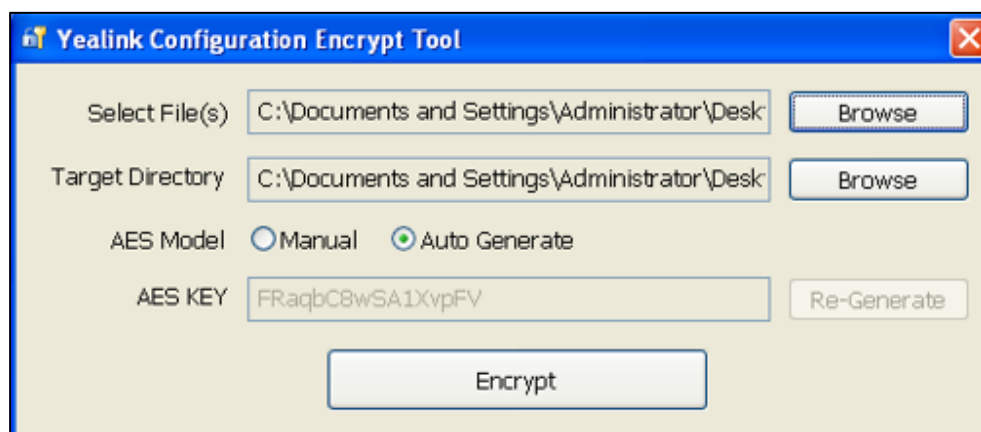 Yealink Configuration Encrypt Tool
Select File(s) C:\Documents and Settings\Administrator\Desk Browse
Target Directory C:\Documents and Settings\Administrator\Desk Browse
AES Model Manual Auto Generate
AES KEY FRaqbC8wSA1XvpFV Re-Generate
Encrypt